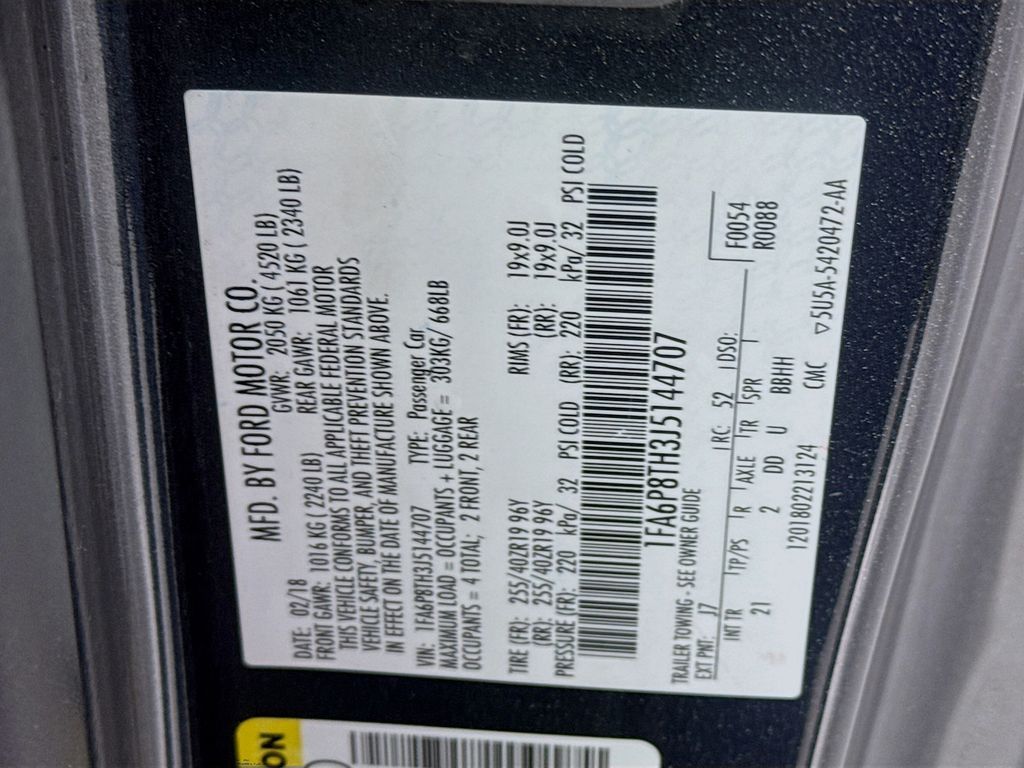 MFD. BY FORD MOTOR CO.
DATE: 02/18 GVWR: 2050 KG ( 4520 LB)
FRONT GAWR: 1016 KG ( 2240LB) REAR GAWR: 1061 KG ( 2340 LB)
THIS VEHICLE CONFORMS TO ALL APPLICABLE FEDERAL MOTOR
VEHICLE SAFETY, BUMPER, AND THEFT PREVENTION STANDARDS
IN EFFECT ON THE DATE OF MANUFACTURE SHOWN ABOVE.
VIN: 1FA6P8TH3J5144707 TYPE: Passenger Car
MAXIMUM LOAD = OCCUPANTS + LUGGAGE = 303KG/ 668LB
OCCUPANTS = 4 TOTAL; 2 FRONT, 2 REAR
TIRE (FR): 255/40ZR19 96Y RMS (FR): 19x9.0J
(RR): 255/40ZR19 96Y (RR): 19x9.0J
PRESSURE (FR): 220 kPa/ 32 PSI COLD (RR): 220 kPa/ 32 PSI COLD
1FA6P8TH3J5144707
TRAILER TOWING - SEE OWNER GUIDE
EXT PNT: J7 RC: 52 DSO: F0054
INT TR TP/PS R AXLE TR SPR R0088
21 2 DD U BBHH
1201802213124 CMC ▽5U5A-5420472-AA
ON